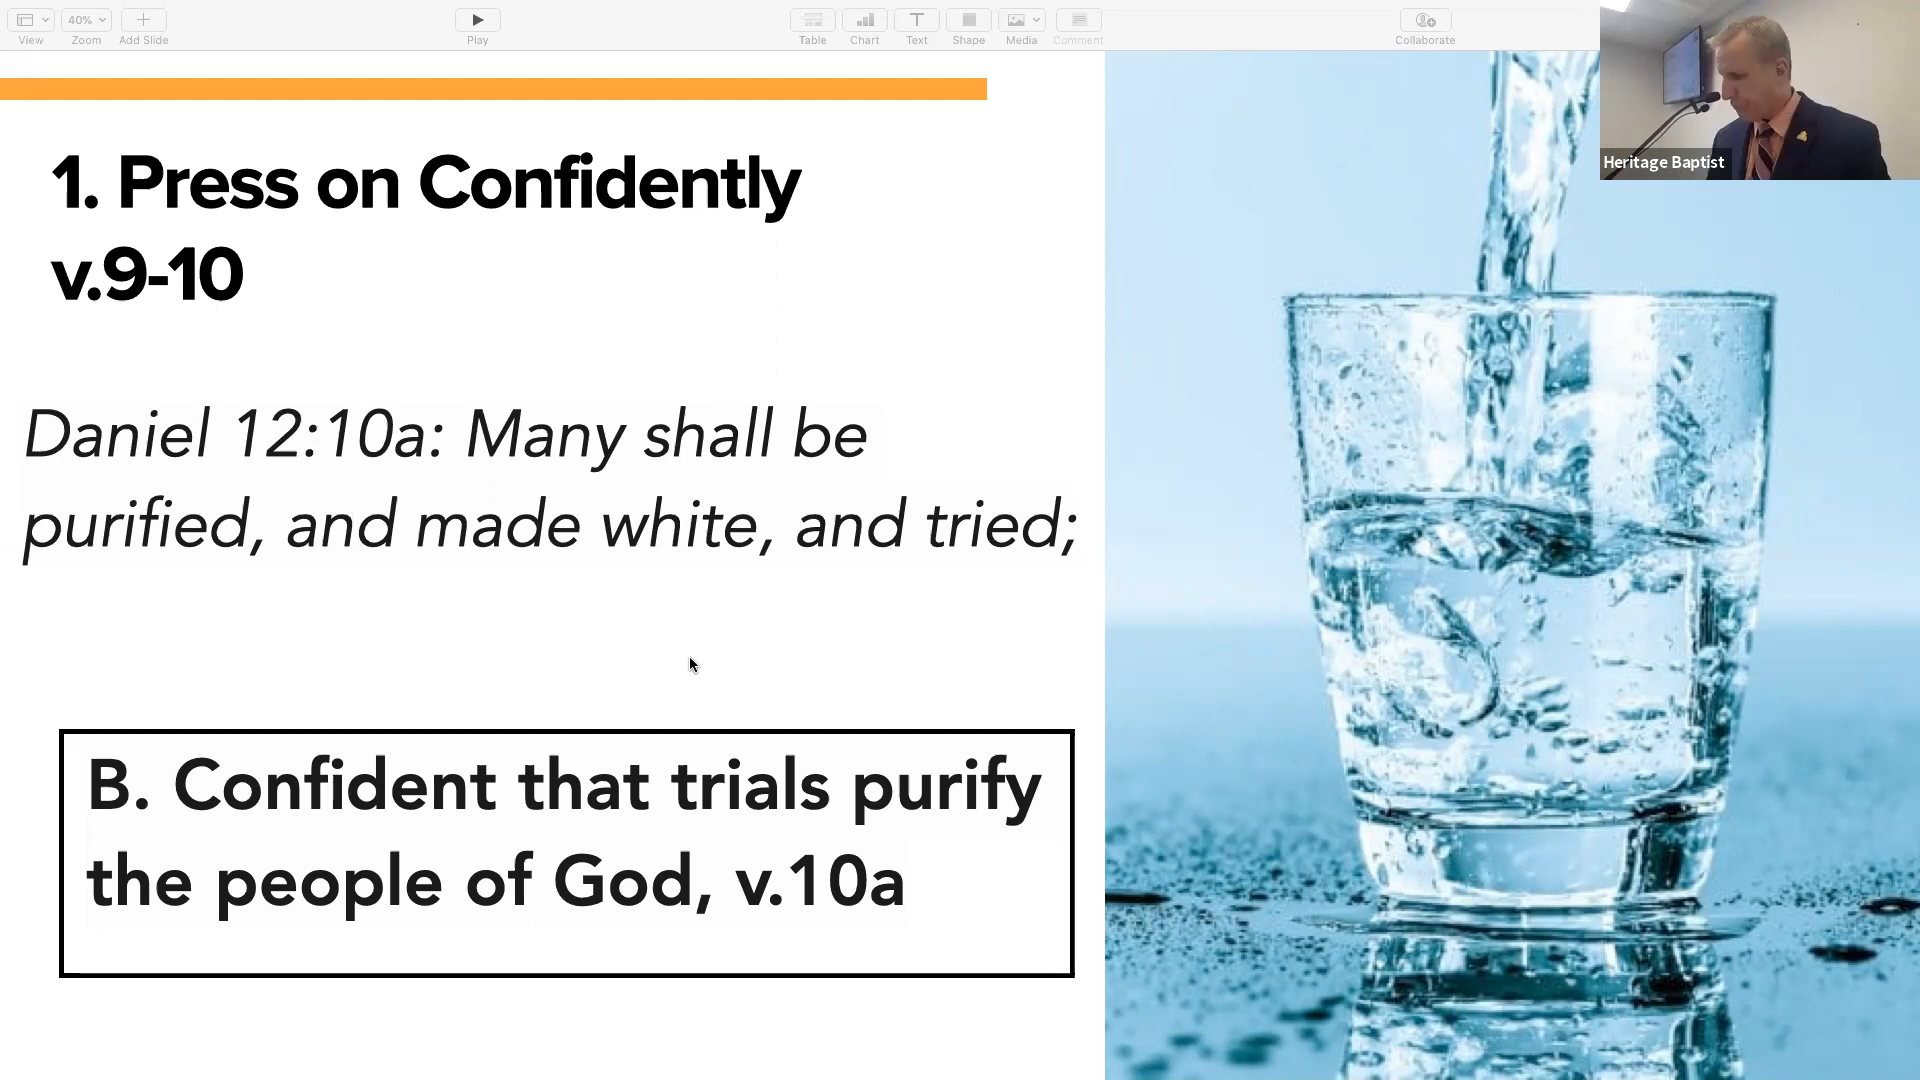 40%
View
Zoom
Add Slide
Play
Table
Chart
Text
Shape
Media
Comment
Collaborate
Heritage Baptist
1. Press on Confidently
v.9-10
Daniel 12:10a: Many shall be
purified, and made white, and tried;
B. Confident that trials purify
the people of God, v.10a